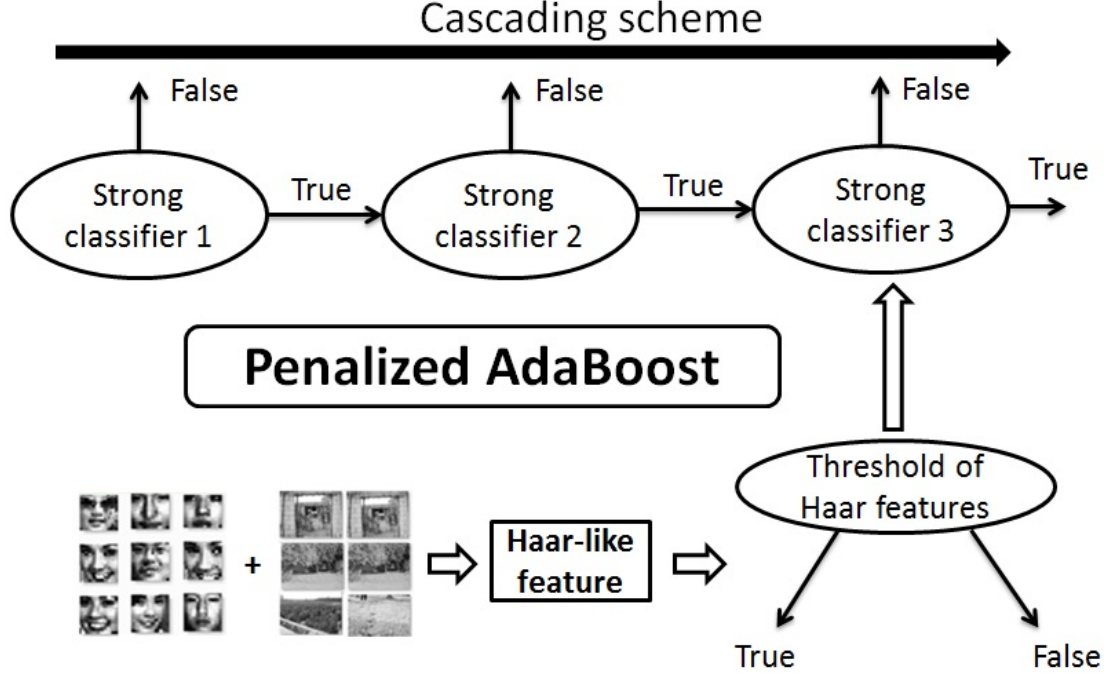 Cascading scheme
False
False
False
Strong
classifier 1
True
Strong
classifier 2
True
Strong
classifier 3
True
Penalized AdaBoost
Threshold of
Haar features
+
Haar-like
feature
True
False